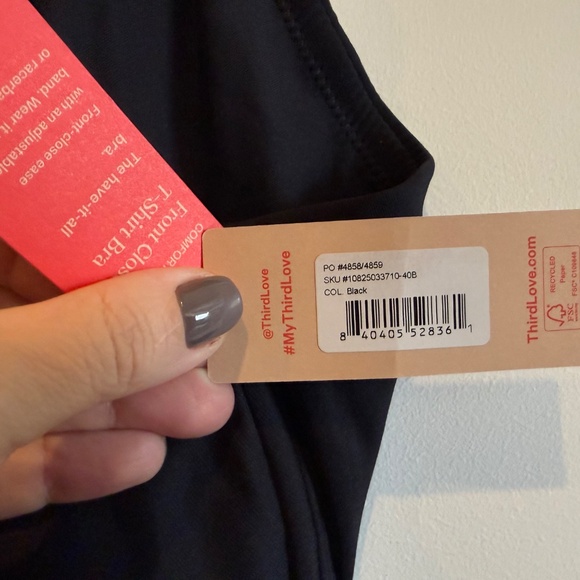 COMFOR
Front Clos
T-Shirt Bra
The have-it-all
bra.
Front-close ease
with an adjustable
band. Wear it
or racerba
@ThirdLove
#MyThirdLove
PO #4858/4859
SKU #10825033710-40B
COL. Black
8 40405 52836 1
ThirdLove.com
RECYCLED
Paper
FSC